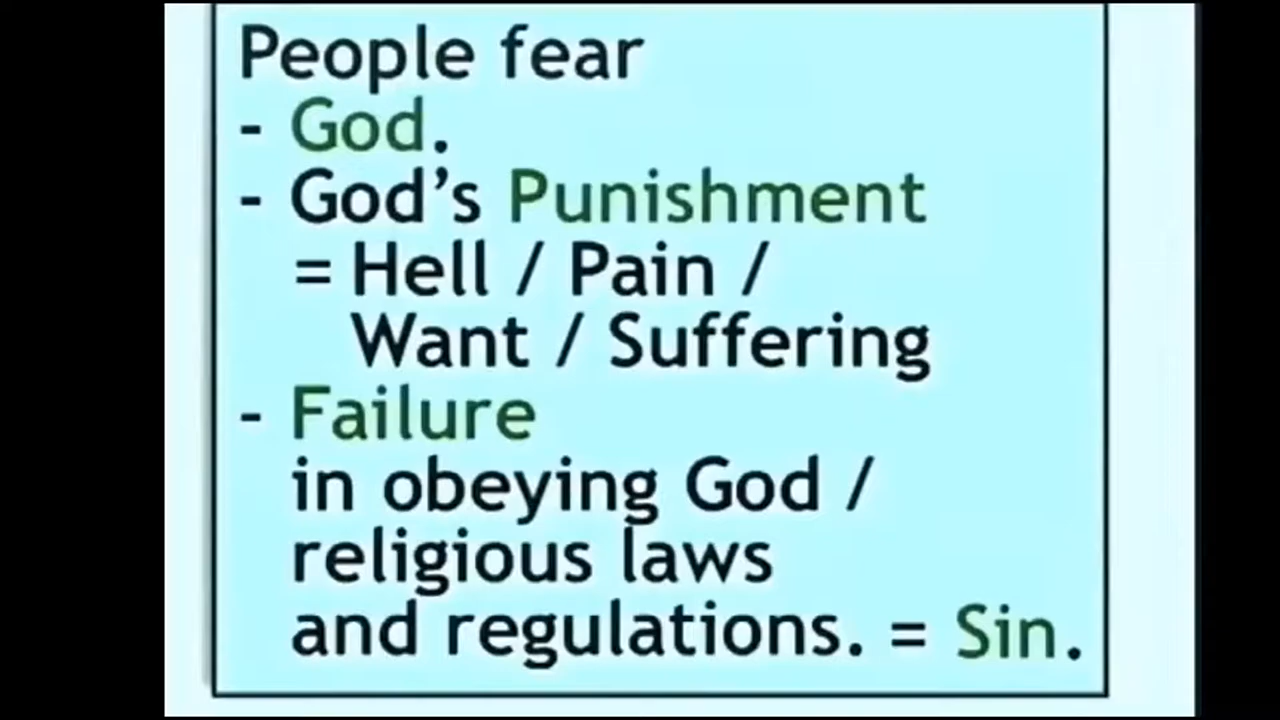 People fear
- God.
- God’s Punishment
= Hell / Pain /
Want / Suffering
- Failure
in obeying God /
religious laws
and regulations. = Sin.